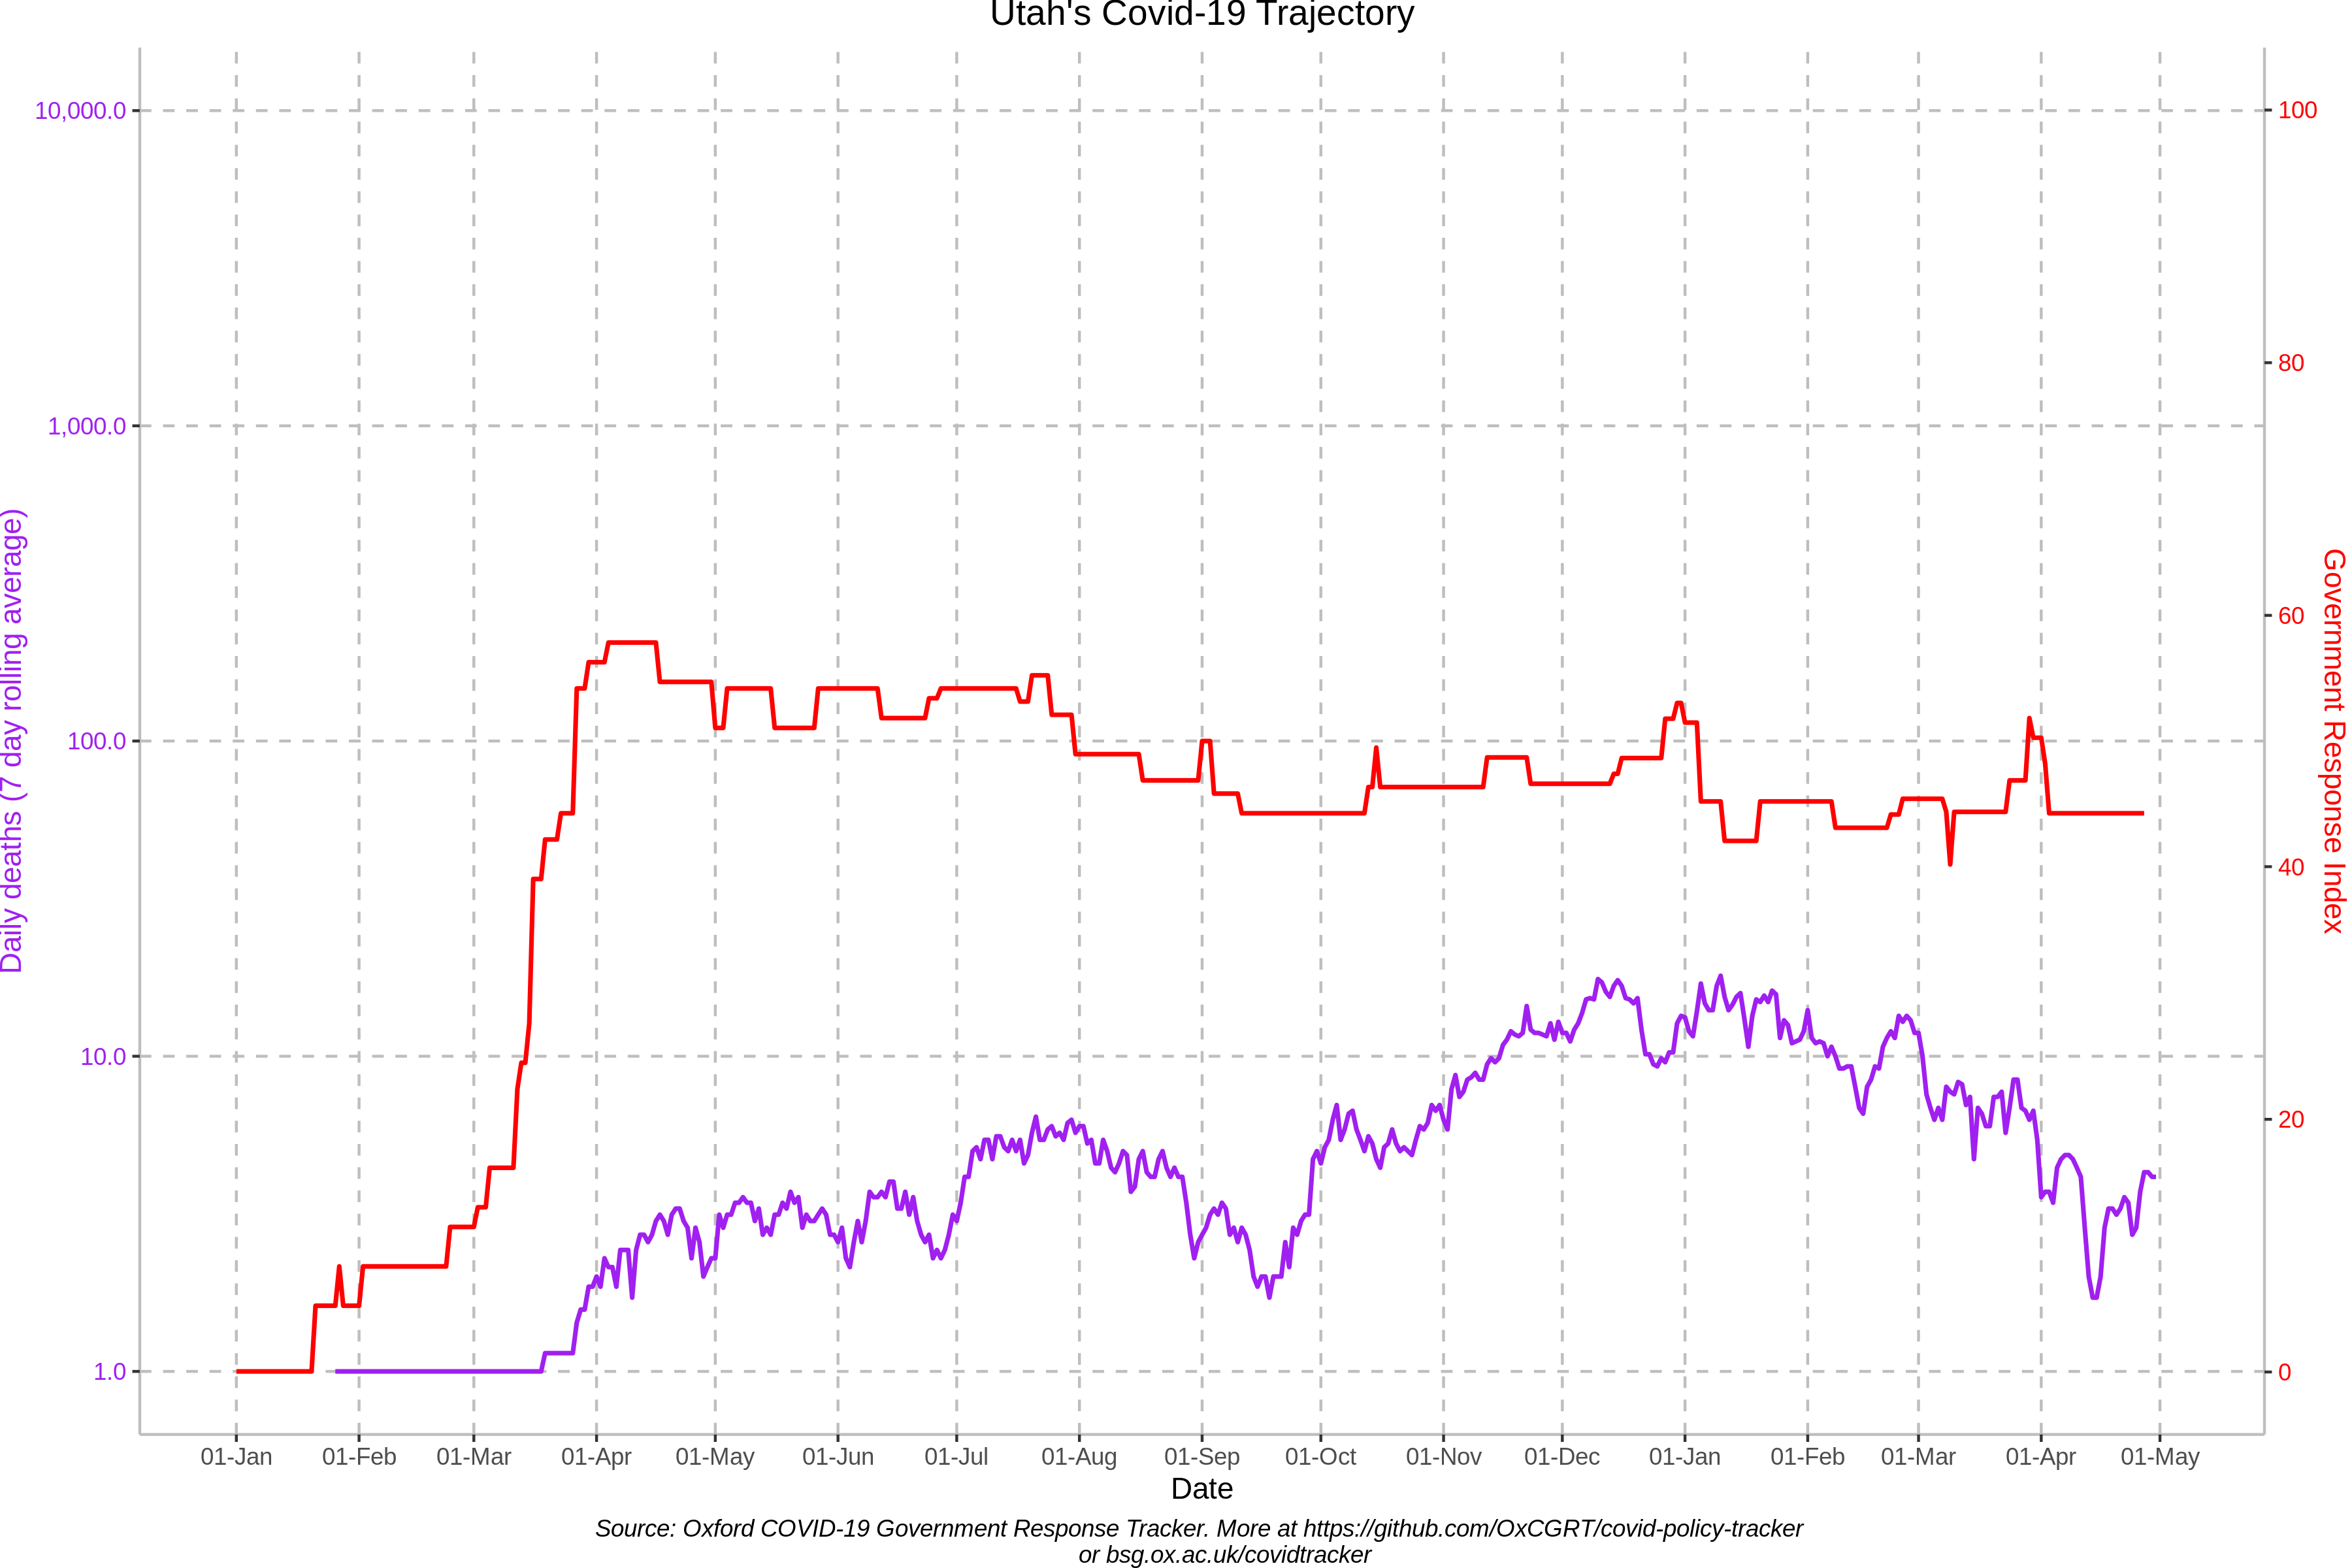 Utah's Covid-19 Trajectory
10,000.0
1,000.0
100.0
10.0
1.0
Daily deaths (7 day rolling average)
100
80
60
40
20
0
Government Response Index
01-Jan 01-Feb 01-Mar 01-Apr 01-May 01-Jun 01-Jul 01-Aug 01-Sep 01-Oct 01-Nov 01-Dec 01-Jan 01-Feb 01-Mar 01-Apr 01-May
Date
Source: Oxford COVID-19 Government Response Tracker. More at https://github.com/OxCGRT/covid-policy-tracker
or bsg.ox.ac.uk/covidtracker